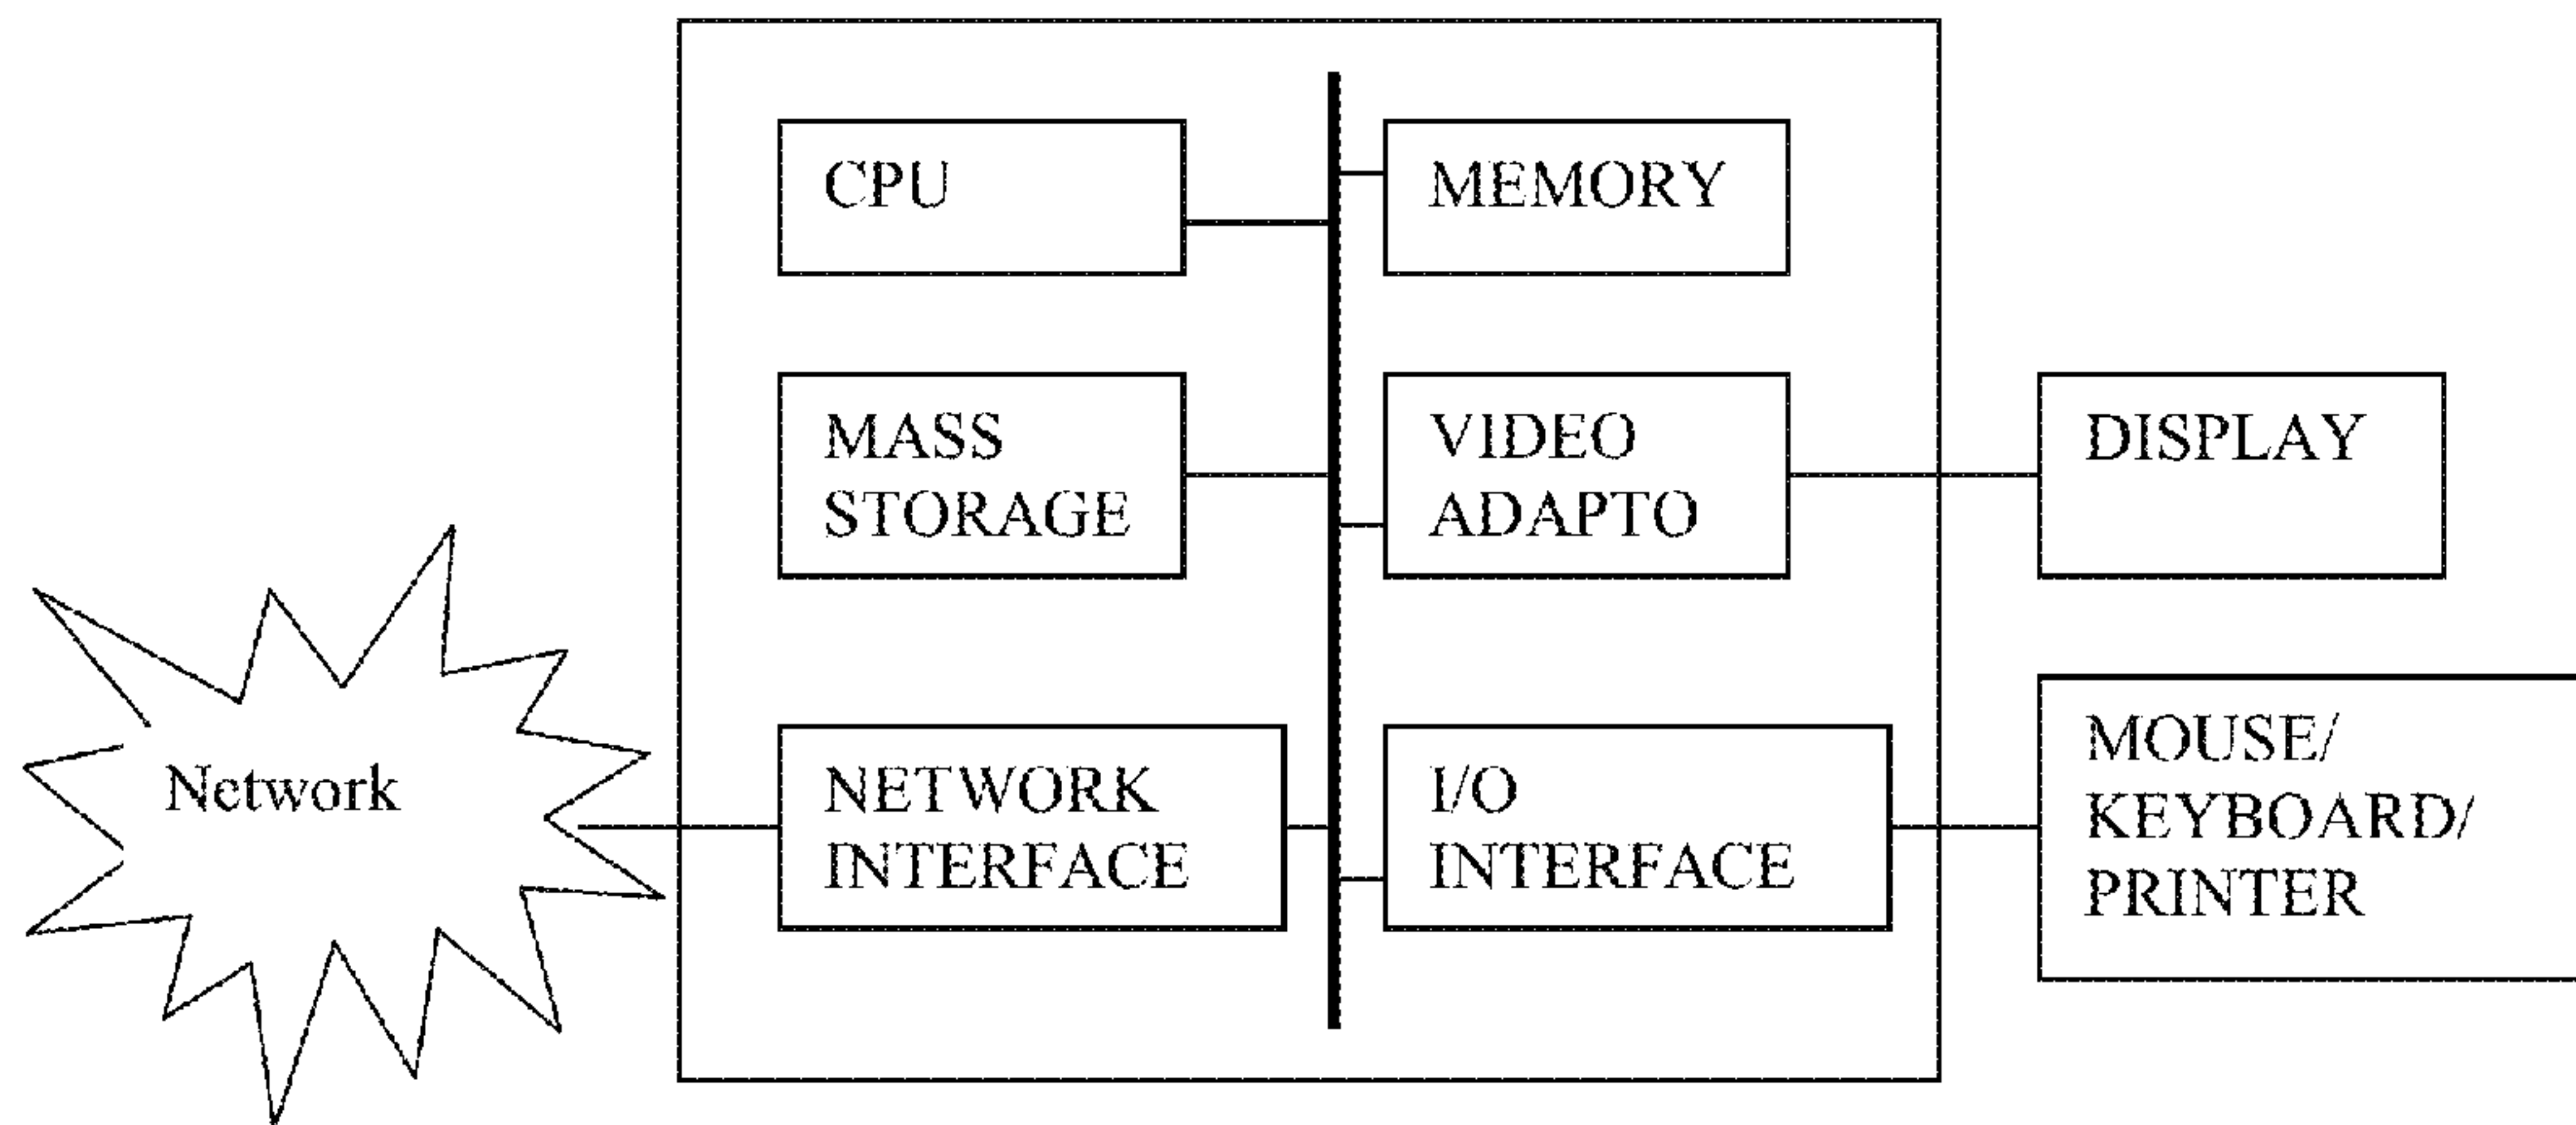 CPU
MEMORY
MASS
STORAGE
VIDEO
ADAPTO
DISPLAY
Network
NETWORK
INTERFACE
I/O
INTERFACE
MOUSE/
KEYBOARD/
PRINTER